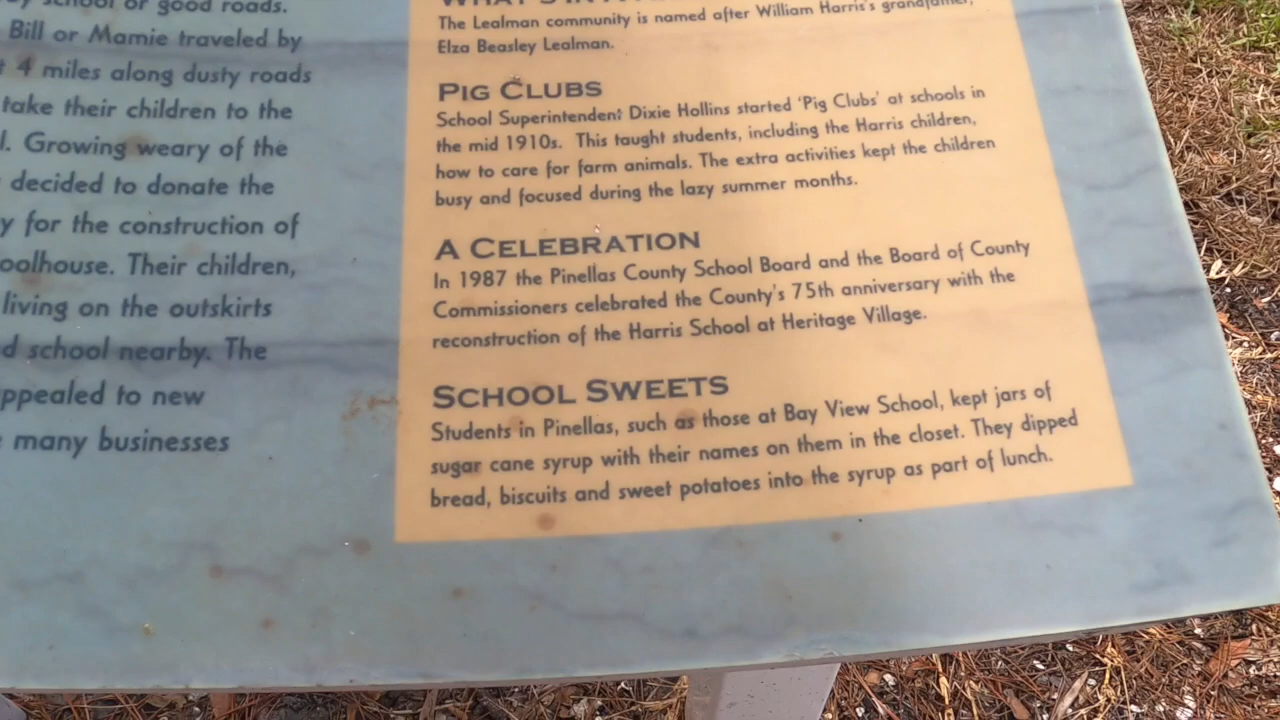 school or good roads.
Bill or Mamie traveled by
4 miles along dusty roads
take their children to the
Growing weary of the
decided to donate the
for the construction of
Their children,
living on the outskirts
school nearby. The
to new
many businesses
The Lealman community is named after William Harris's grandfather,
Elza Beasley Lealman.
PIG CLUBS
School Superintendent Dixie Hollins started 'Pig Clubs' at schools in
the mid 1910s. This taught students, including the Harris children,
how to care for farm animals. The extra activities kept the children
busy and focused during the lazy summer months.
A CELEBRATION
In 1987 the Pinellas County School Board and the Board of County
Commissioners celebrated the County's 75th anniversary with the
reconstruction of the Harris School at Heritage Village.
SCHOOL SWEETS
Students in Pinellas, such as those at Bay View School, kept jars of
sugar cane syrup with their names on them in the closet. They dipped
bread, biscuits and sweet potatoes into the syrup as part of lunch.